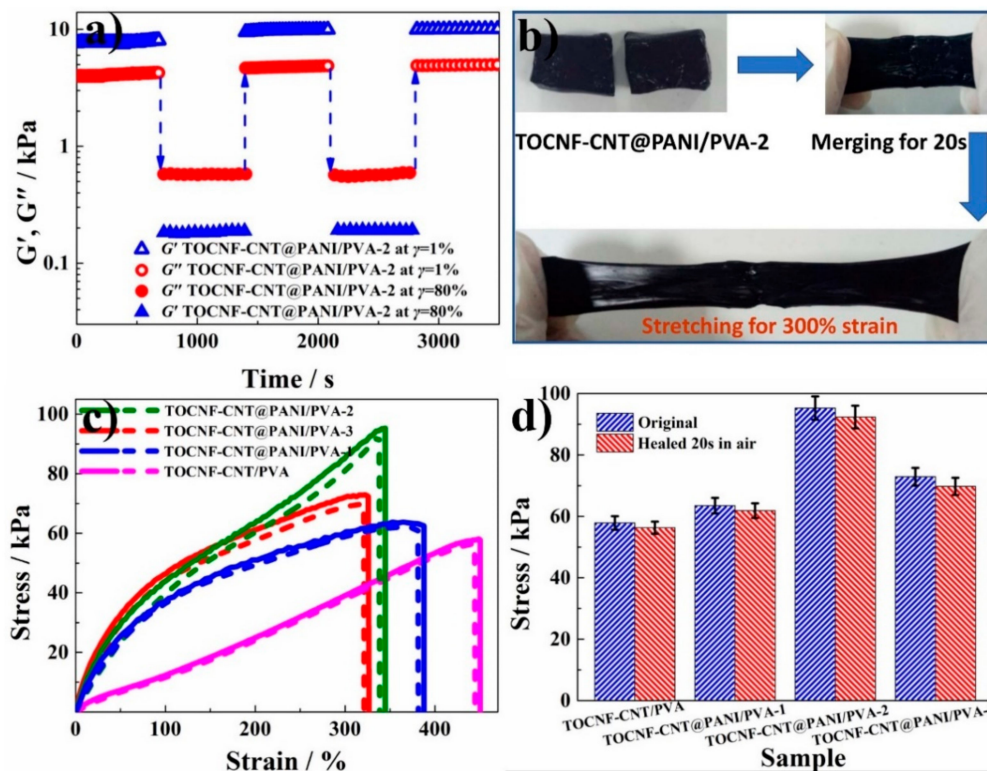 a)
10
1
0.1
G', G'' / kPa
G' TOCNF-CNT@PANI/PVA-2 at γ=1%
G'' TOCNF-CNT@PANI/PVA-2 at γ=1%
G'' TOCNF-CNT@PANI/PVA-2 at γ=80%
G' TOCNF-CNT@PANI/PVA-2 at γ=80%
0 1000 2000 3000
Time / s
b)
TOCNF-CNT@PANI/PVA-2
Merging for 20s
Stretching for 300% strain
c)
100
80
60
40
20
Stress / kPa
TOCNF-CNT@PANI/PVA-2
TOCNF-CNT@PANI/PVA-3
TOCNF-CNT@PANI/PVA-1
TOCNF-CNT/PVA
0 100 200 300 400
Strain / %
d)
100
80
60
40
20
0
Stress / kPa
Original
Healed 20s in air
TOCNF-CNT/PVA
TOCNF-CNT@PANI/PVA-1
TOCNF-CNT@PANI/PVA-2
TOCNF-CNT@PANI/PVA-
Sample